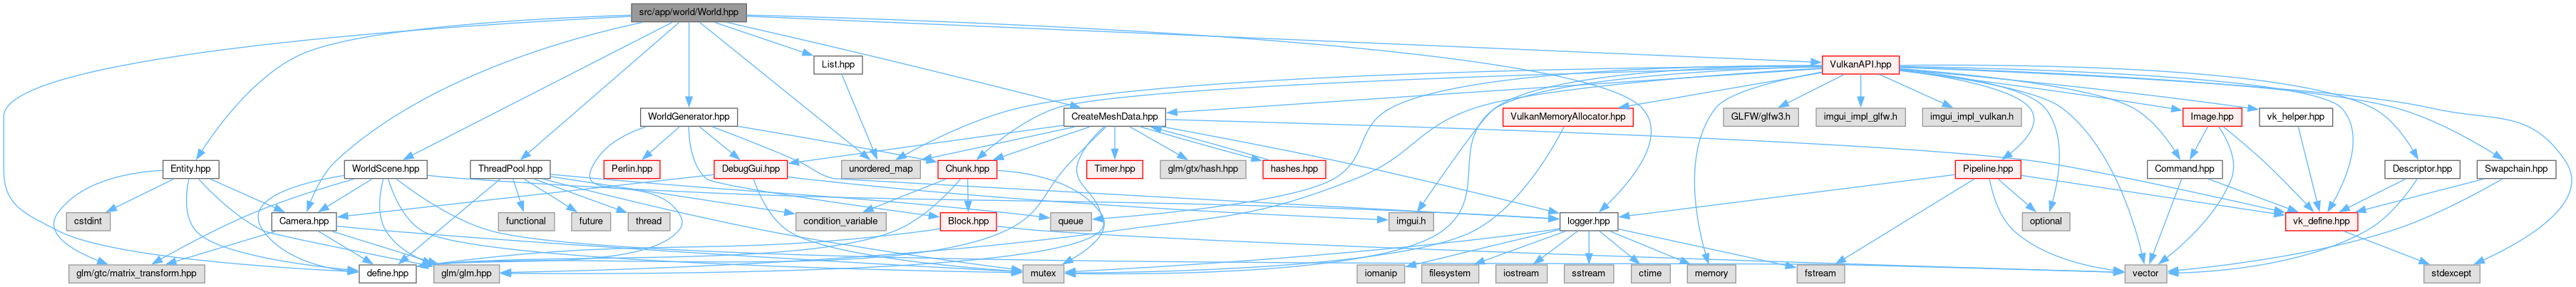 src/app/world/World.hpp
List.hpp
VulkanAPI.hpp
WorldGenerator.hpp
CreateMeshData.hpp
VulkanMemoryAllocator.hpp
GLFW/glfw3.h
imgui_impl_glfw.h
imgui_impl_vulkan.h
Image.hpp
vk_helper.hpp
Entity.hpp
WorldScene.hpp
ThreadPool.hpp
Perlin.hpp
DebugGui.hpp
unordered_map
Chunk.hpp
Timer.hpp
glm/gtx/hash.hpp
hashes.hpp
Pipeline.hpp
Command.hpp
Descriptor.hpp
Swapchain.hpp
cstdint
Camera.hpp
functional
future
thread
condition_variable
Block.hpp
queue
imgui.h
logger.hpp
optional
vk_define.hpp
glm/gtc/matrix_transform.hpp
define.hpp
glm/glm.hpp
mutex
iomanip
filesystem
iostream
sstream
ctime
memory
fstream
vector
stdexcept